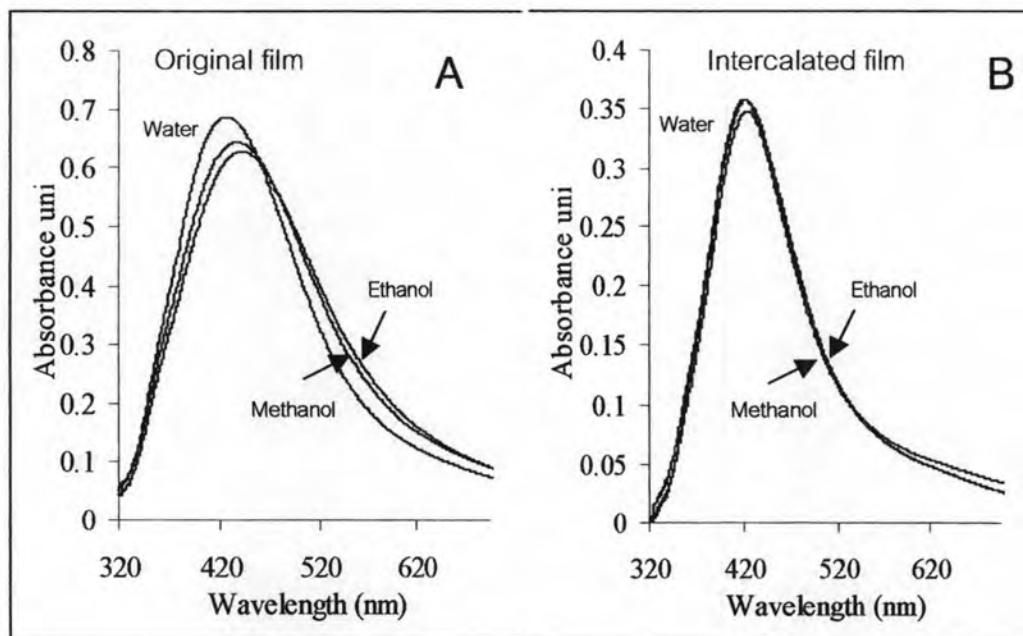 Original film
A
0.8
0.7
0.6
0.5
0.4
0.3
0.2
0.1
0
Water
Ethanol
Methanol
320
420
520
620
Absorbance uni
Wavelength (nm)
Intercalated film
B
0.4
0.35
0.3
0.25
0.2
0.15
0.1
0.05
0
Water
Ethanol
Methanol
320
420
520
620
Absorbance uni
Wavelength (nm)